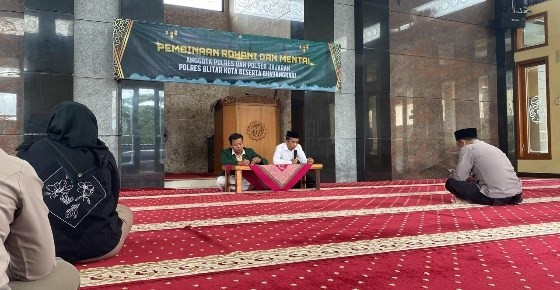 PEMBINAAN ROHANI DAN MENTAL
ANGGOTA POLRES DAN POLSEK JAJARAN
POLRES BLITAR KOTA BESERTA BHAYANGKARI